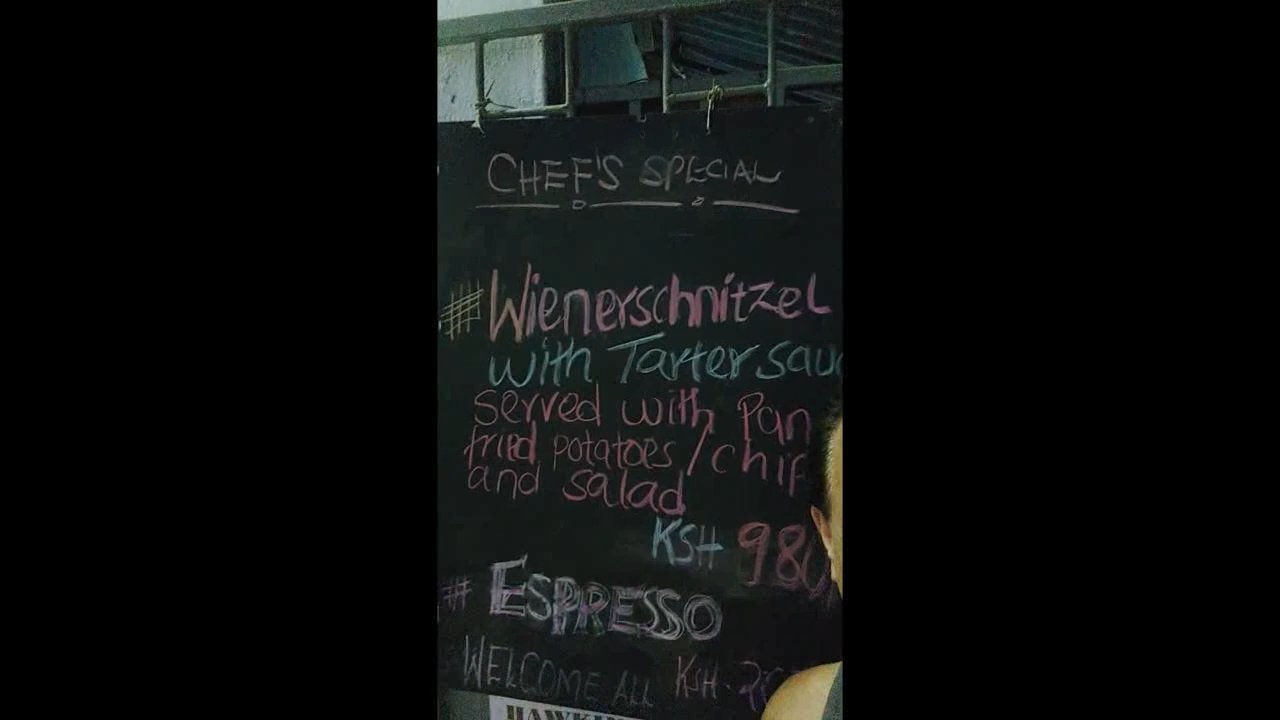 CHEF'S SPECIAL
# Wienerschnitzel
with Tarter sau
served with Pan
fried potatoes / chip
and salad
KSH 980
# ESPRESSO
WELCOME ALL KSH.